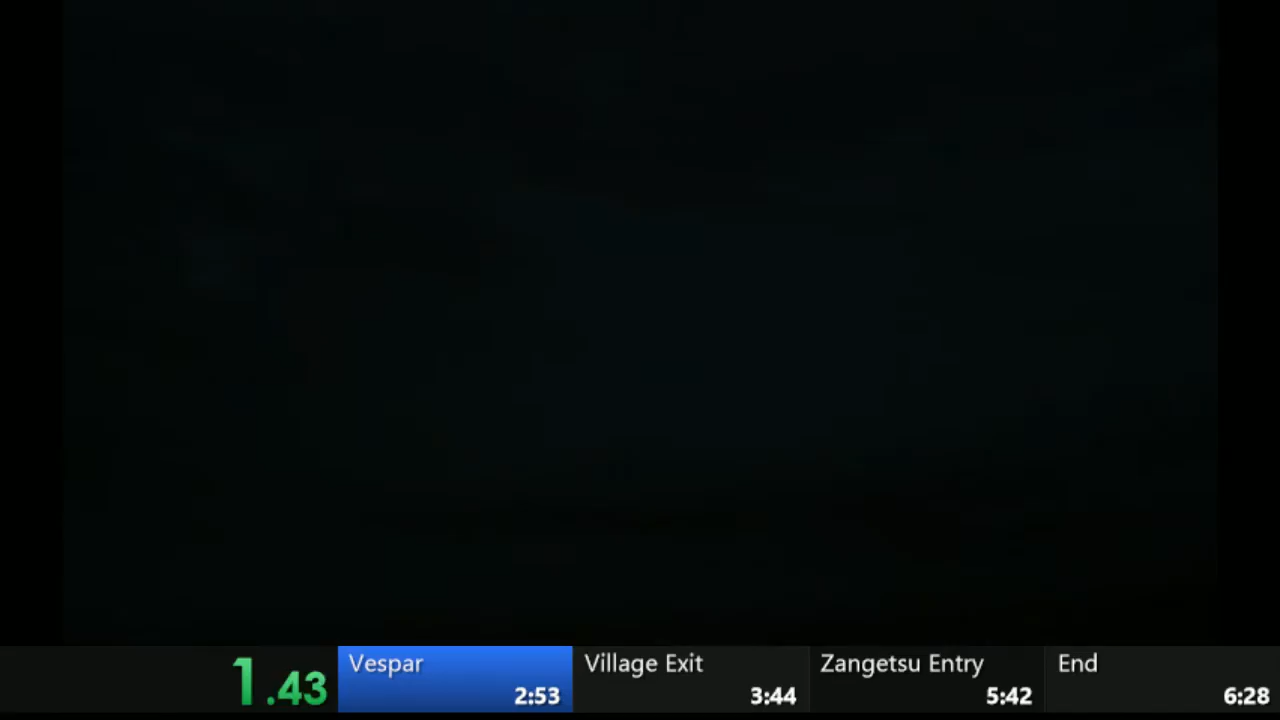 1.43
Vespar
2:53
Village Exit
3:44
Zangetsu Entry
5:42
End
6:28